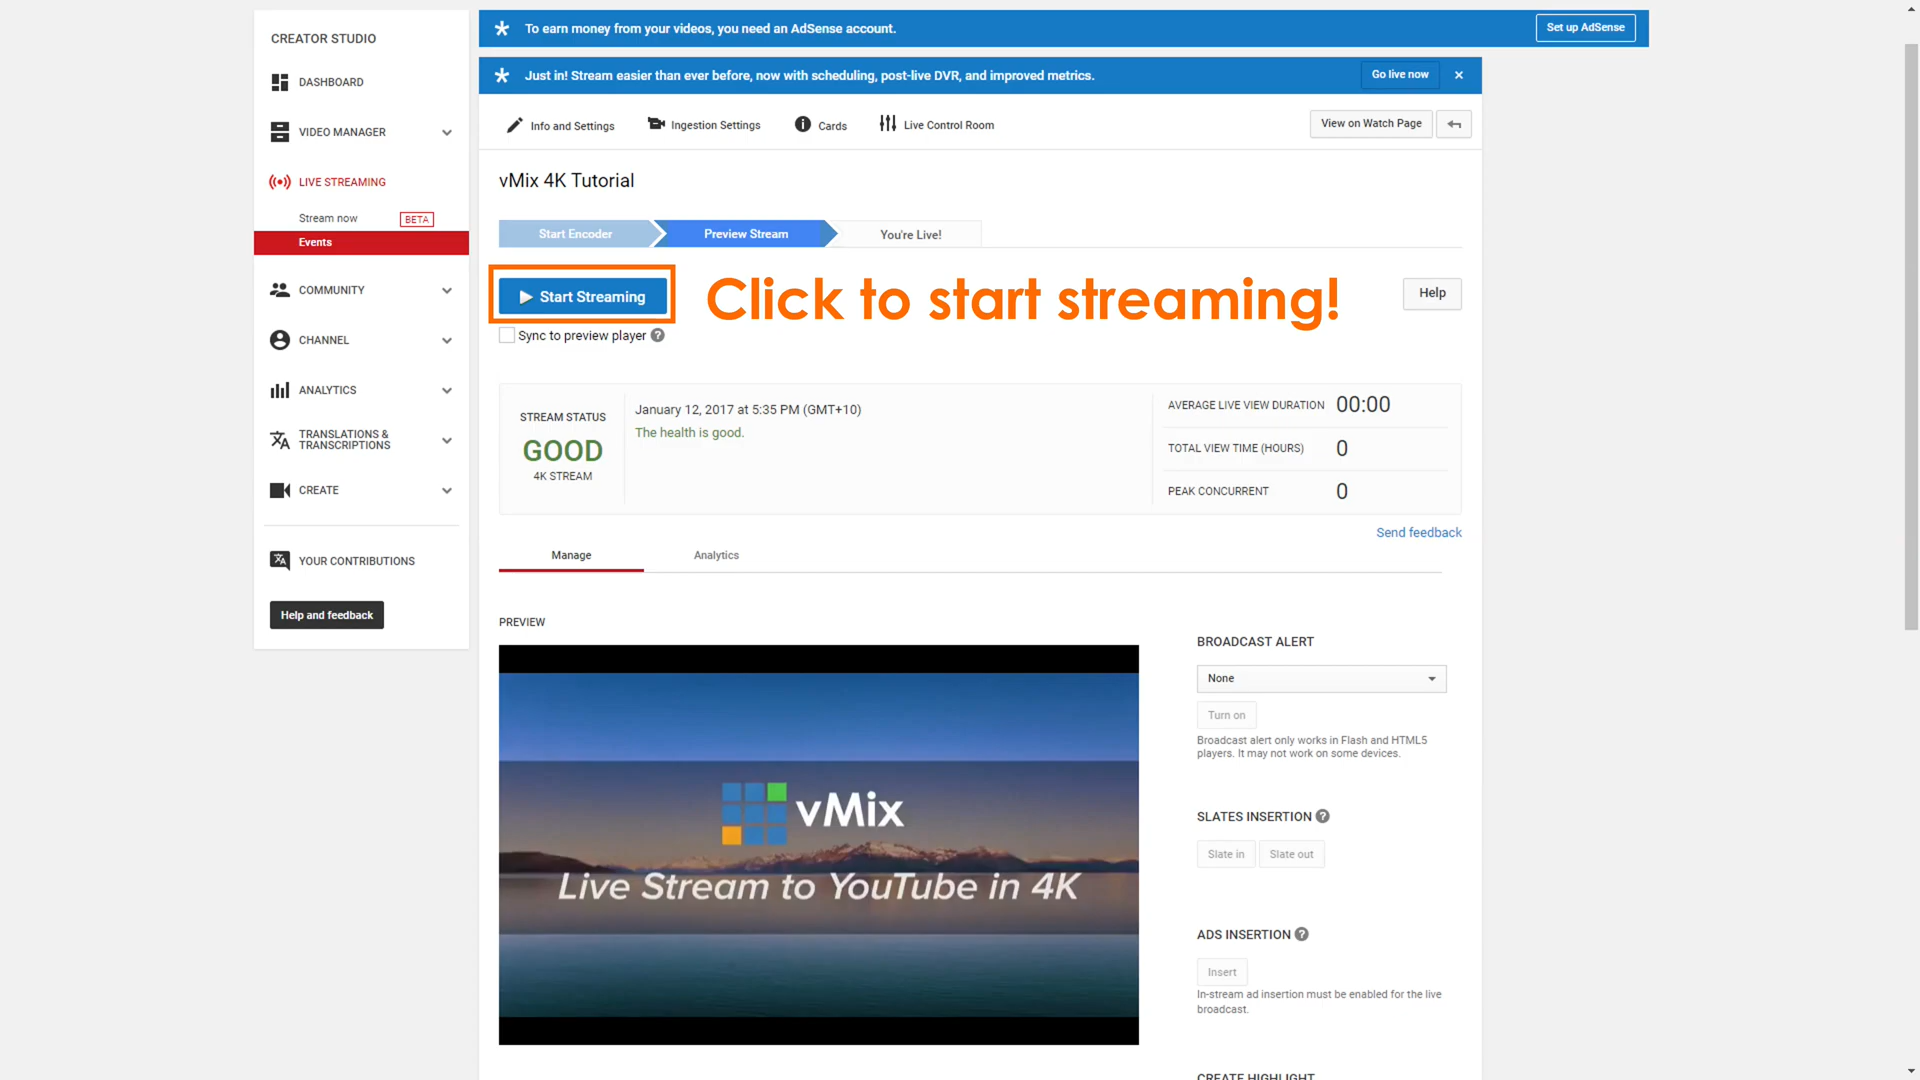 CREATOR STUDIO
DASHBOARD
VIDEO MANAGER
LIVE STREAMING
Stream now BETA
Events
COMMUNITY
CHANNEL
ANALYTICS
TRANSLATIONS &
TRANSCRIPTIONS
CREATE
YOUR CONTRIBUTIONS
Help and feedback
To earn money from your videos, you need an AdSense account.
Set up AdSense
Just in! Stream easier than ever before, now with scheduling, post-live DVR, and improved metrics.
Go live now
Info and Settings
Ingestion Settings
Cards
Live Control Room
View on Watch Page
vMix 4K Tutorial
Start Encoder
Preview Stream
You're Live!
Start Streaming
Click to start streaming!
Help
Sync to preview player ?
STREAM STATUS
GOOD
4K STREAM
January 12, 2017 at 5:35 PM (GMT+10)
The health is good.
AVERAGE LIVE VIEW DURATION 00:00
TOTAL VIEW TIME (HOURS) 0
PEAK CONCURRENT 0
Send feedback
Manage
Analytics
PREVIEW
vMix
Live Stream to YouTube in 4K
BROADCAST ALERT
None
Turn on
Broadcast alert only works in Flash and HTML5
players. It may not work on some devices.
SLATES INSERTION ?
Slate in
Slate out
ADS INSERTION ?
Insert
In-stream ad insertion must be enabled for the live
broadcast.
CREATE HIGHLIGHT